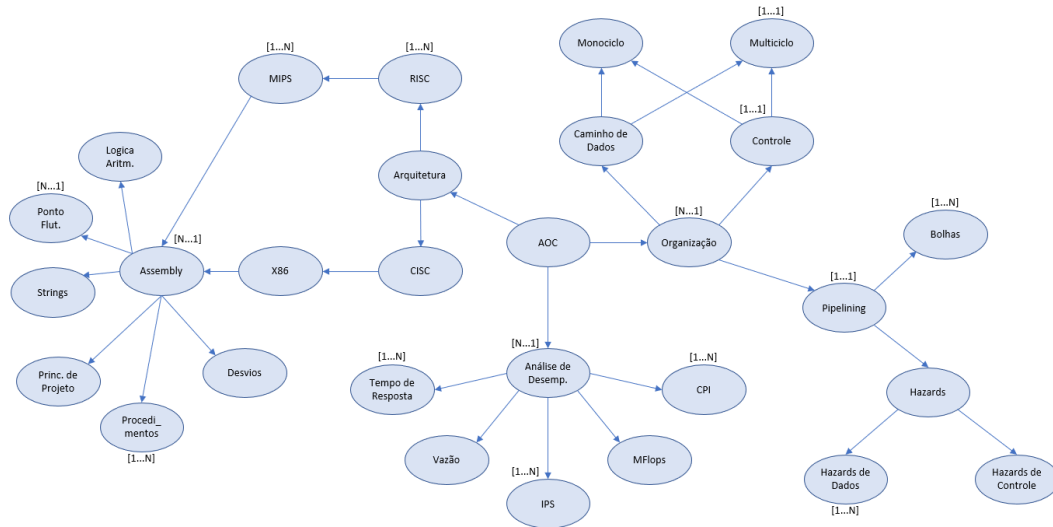 [1...1]
Monociclo
Multiciclo
[1...N]
[1...N]
MIPS
RISC
[1...1]
Caminho de
Dados
Controle
Logica
Aritm.
Arquitetura
[N...1]
Ponto
Flut.
[N...1]
[N...1]
[1...N]
Bolhas
AOC
Organização
Assembly
X86
CISC
Strings
[1...1]
Pipelining
[N...1]
[1...N]
[1...N]
Princ. de
Projeto
Desvios
Tempo de
Resposta
Análise de
Desemp.
CPI
Hazards
Procedi_
mentos
[1...N]
Vazão
MFlops
[1...N]
IPS
Hazards de
Dados
[1...N]
Hazards de
Controle